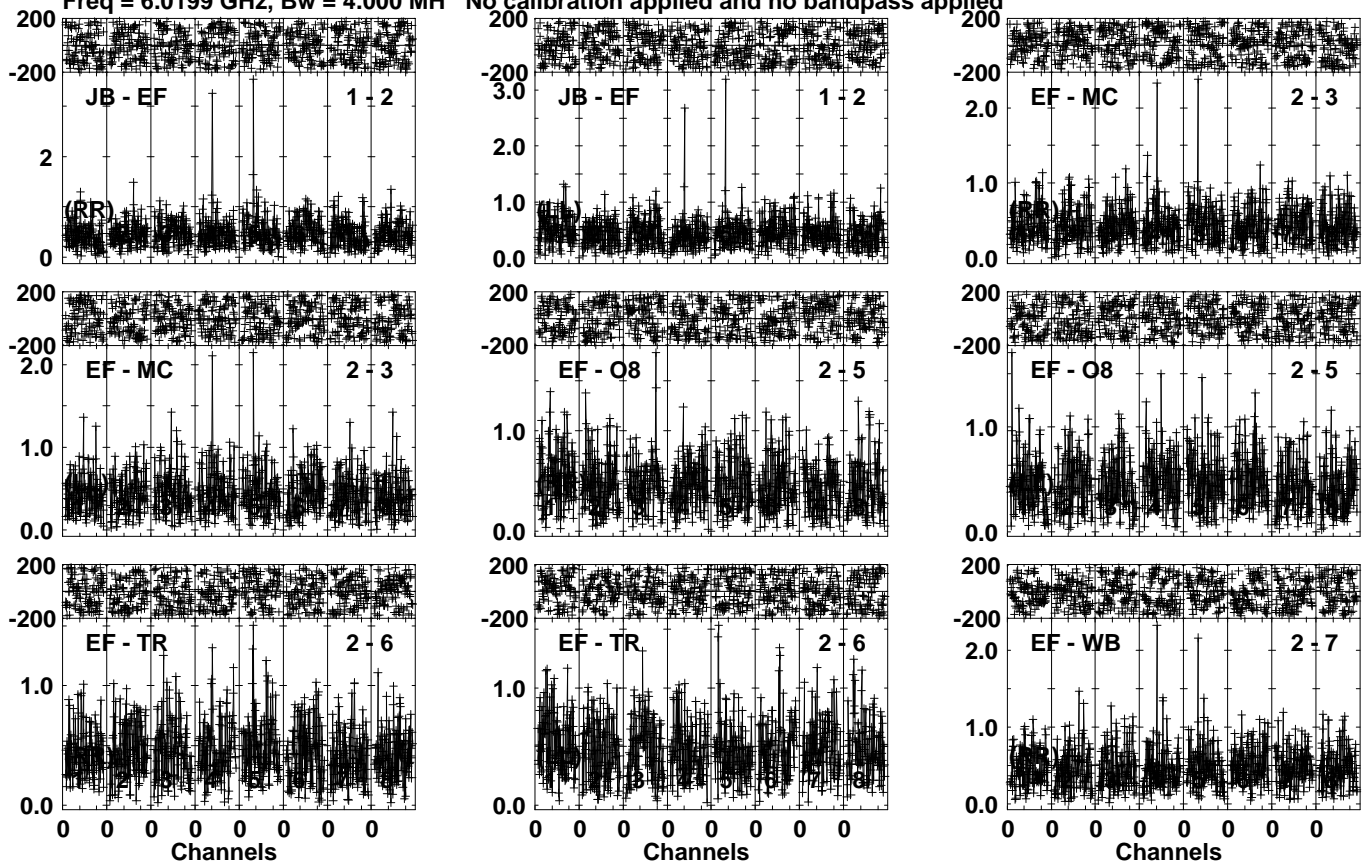 Freq = 6.0199 GHz, Bw = 4.000 MH No calibration applied and no bandpass applied
200 200 200
-200 -200 -200
JB - EF 1 - 2 JB - EF 1 - 2 EF - MC 2 - 3
3.0
2.0
2 2.0
1.0 1.0
(RR) (RR)
0 0.0 0.0
200 200 200
-200 -200 -200
EF - MC 2 - 3 EF - O8 2 - 5 EF - O8 2 - 5
2.0
1.0 1.0 1.0
0.0 0.0 0.0
200 200 200
-200 -200 -200
EF - TR 2 - 6 EF - TR 2 - 6 EF - WB 2 - 7
2.0
1.0 1.0 1.0
0.0 0.0 0.0
0 0 0 0 0 0 0 0 0 0 0 0 0 0 0 0 0 0 0 0 0 0 0 0
Channels Channels Channels